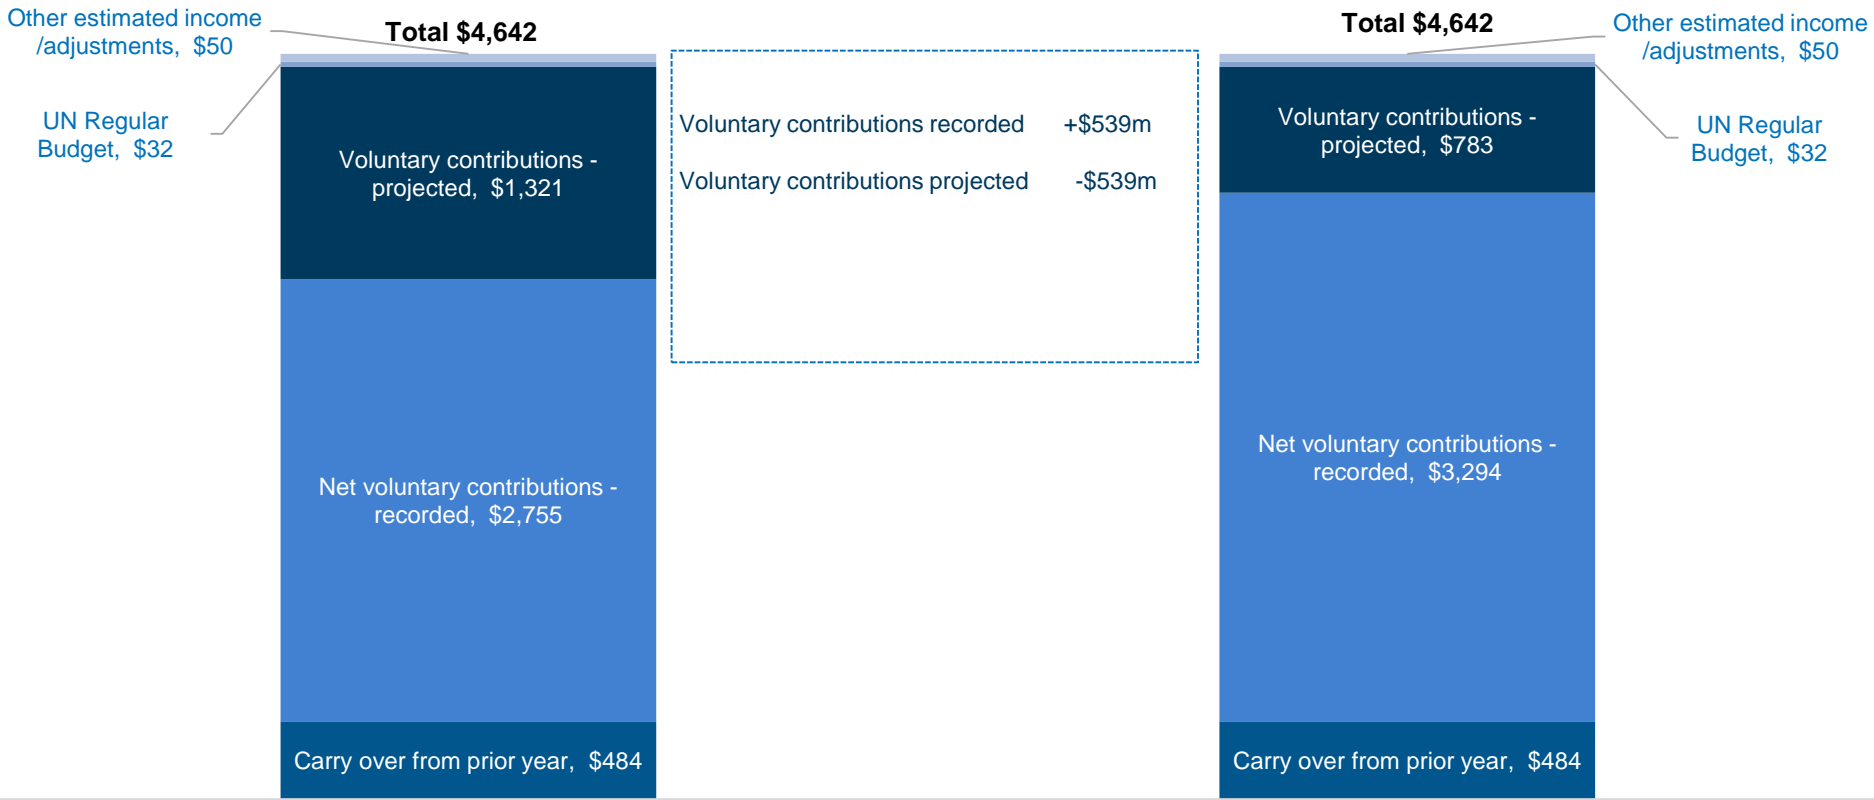 Other estimated income
/adjustments, $50
Total $4,642
UN Regular
Budget, $32
Voluntary contributions -
projected, $1,321
Net voluntary contributions -
recorded, $2,755
Carry over from prior year, $484
Voluntary contributions recorded +$539m
Voluntary contributions projected -$539m
Total $4,642
Other estimated income
/adjustments, $50
UN Regular
Budget, $32
Voluntary contributions -
projected, $783
Net voluntary contributions -
recorded, $3,294
Carry over from prior year, $484